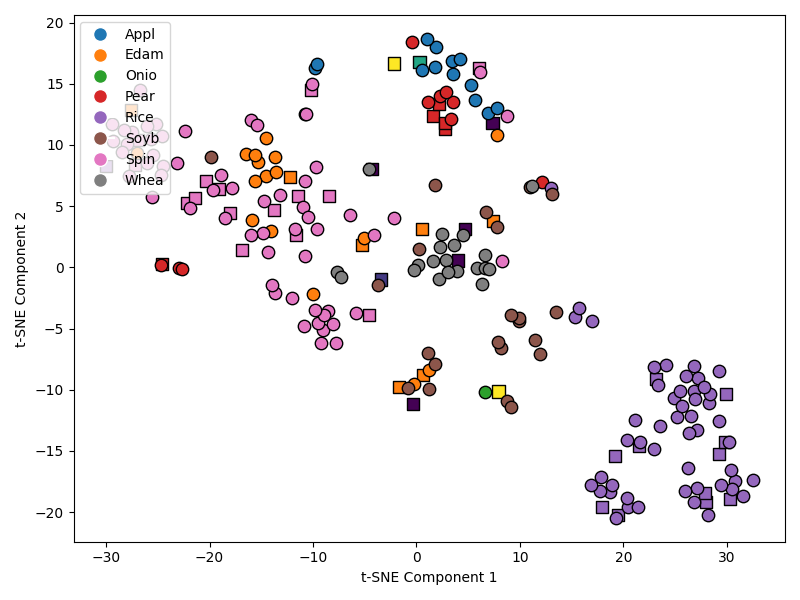 20
15
10
5
0
−5
−10
−15
−20
t-SNE Component 2
Appl
Edam
Onio
Pear
Rice
Soyb
Spin
Whea
−30
−20
−10
0
10
20
30
t-SNE Component 1